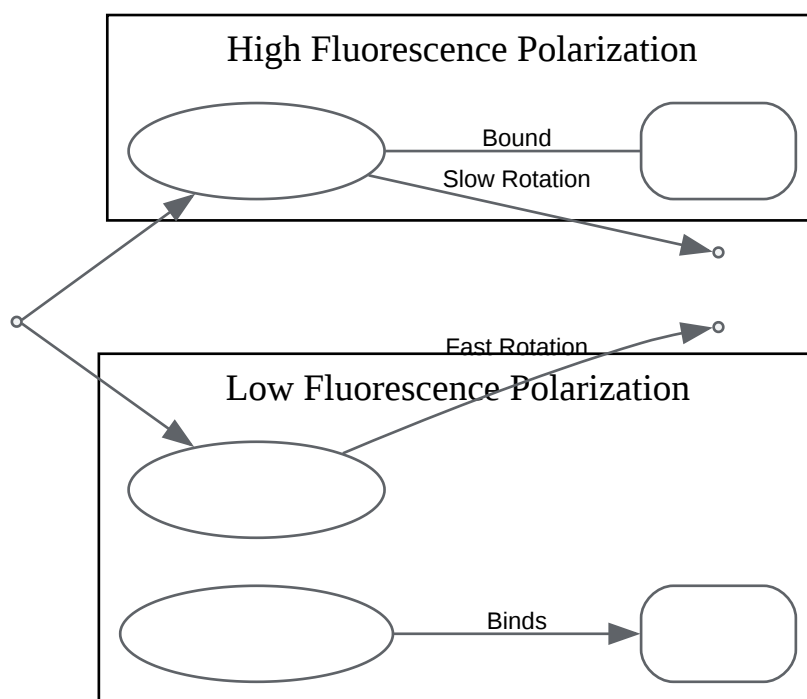 High Fluorescence Polarization
Bound
Slow Rotation
Fast Rotation
Low Fluorescence Polarization
Binds